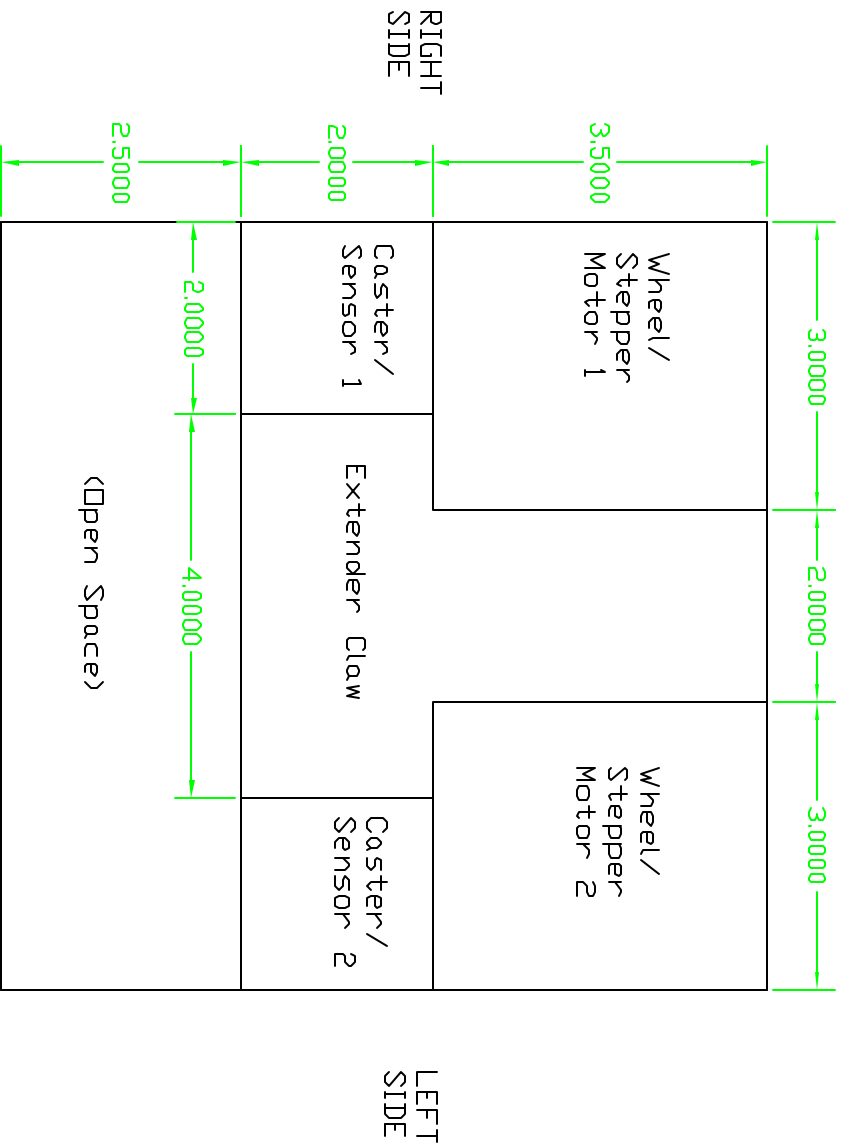 3.0000
2.0000
3.0000
3.5000
Wheel/
Stepper
Motor 1
Wheel/
Stepper
Motor 2
RIGHT
SIDE
LEFT
SIDE
2.0000
Caster/
Sensor 1
Extender Claw
Caster/
Sensor 2
2.0000
4.0000
2.5000
(Open Space)